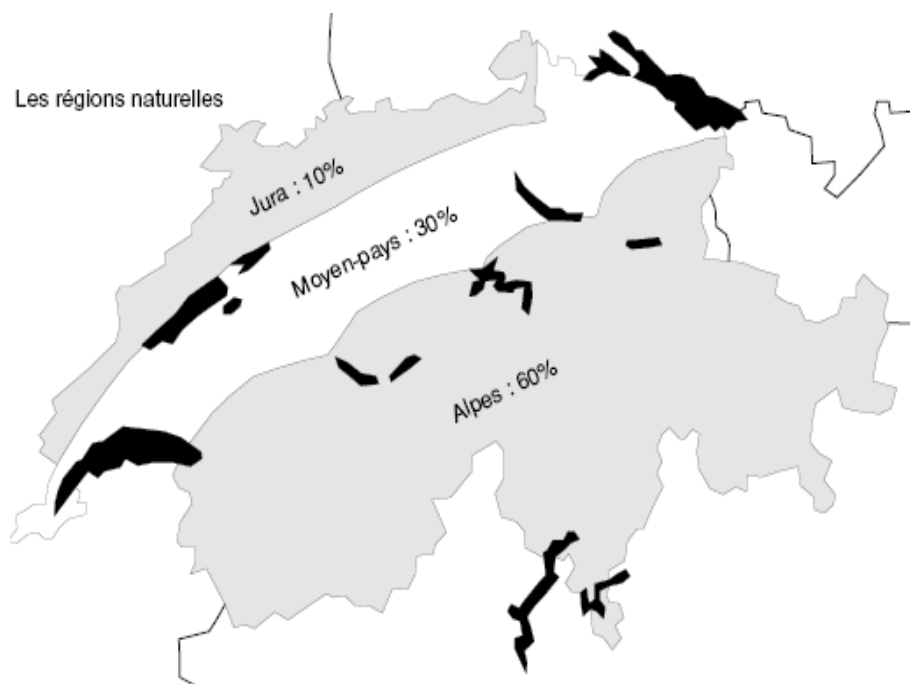 Les régions naturelles
Jura : 10%
Moyen-pays : 30%
Alpes : 60%